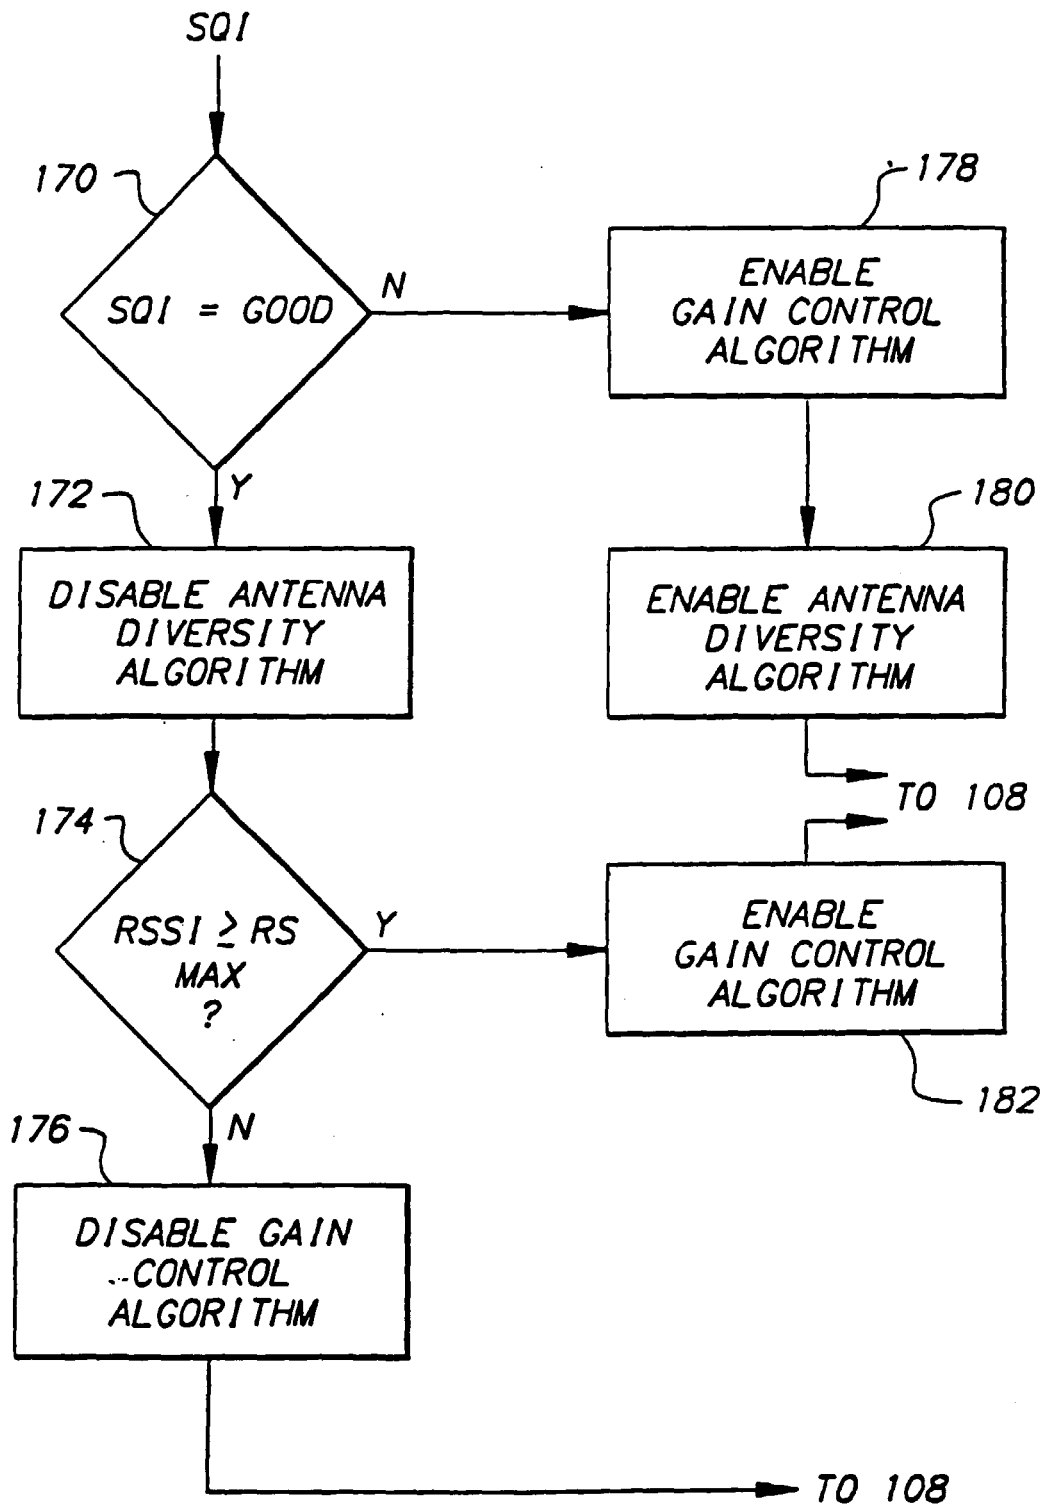 SQI
170
SQI = GOOD
N
Y
178
ENABLE
GAIN CONTROL
ALGORITHM
172
DISABLE ANTENNA
DIVERSITY
ALGORITHM
180
ENABLE ANTENNA
DIVERSITY
ALGORITHM
TO 108
174
RSSI ≥ RS
MAX
?
Y
N
ENABLE
GAIN CONTROL
ALGORITHM
182
176
DISABLE GAIN
CONTROL
ALGORITHM
TO 108